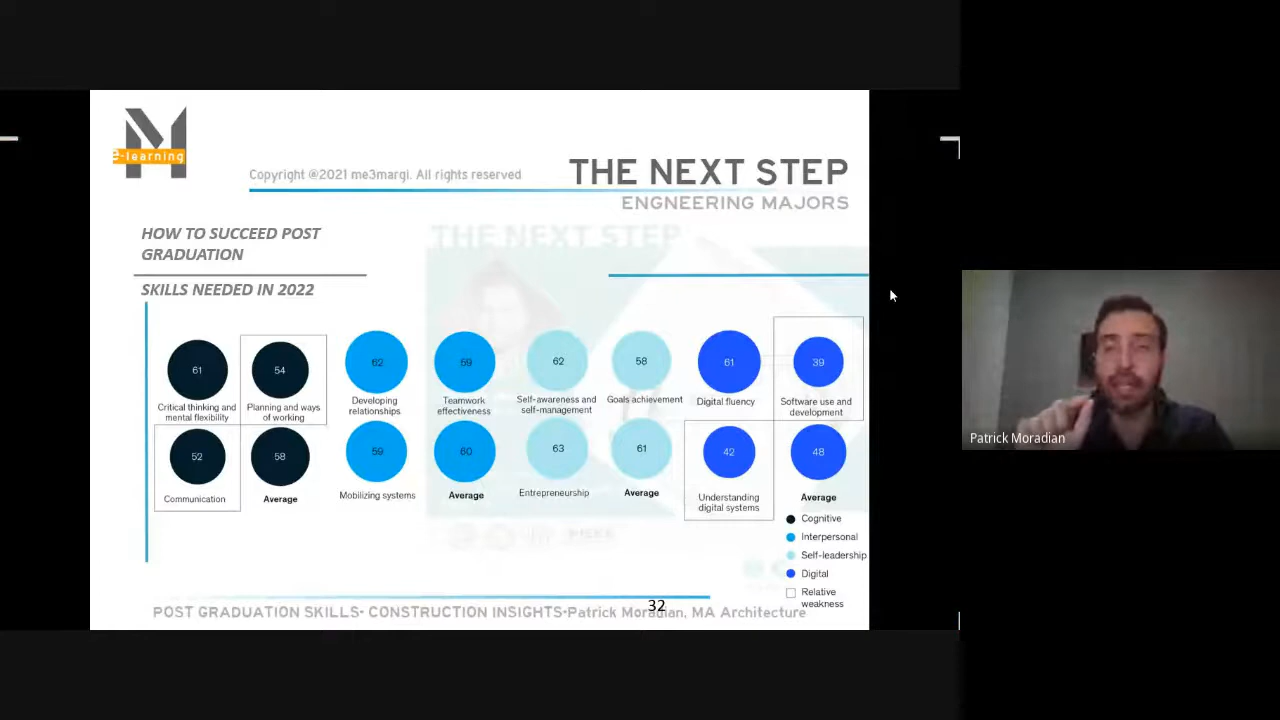 e-learning
Copyright @2021 me3margi. All rights reserved
THE NEXT STEP
ENGNEERING MAJORS
HOW TO SUCCEED POST
GRADUATION
SKILLS NEEDED IN 2022
THE NEXT STEP
61
54
62
59
62
58
61
39
Critical thinking and
mental flexibility
Planning and ways
of working
Developing
relationships
Teamwork
effectiveness
Self-awareness and
self-management
Goals achievement
Digital fluency
Software use and
development
52
58
59
60
63
61
42
48
Communication
Average
Mobilizing systems
Average
Entrepreneurship
Average
Understanding
digital systems
Average
Cognitive
Interpersonal
Self-leadership
Digital
Relative
weakness
POST GRADUATION SKILLS- CONSTRUCTION INSIGHTS-Patrick Moradian, MA Architecture
32
Patrick Moradian